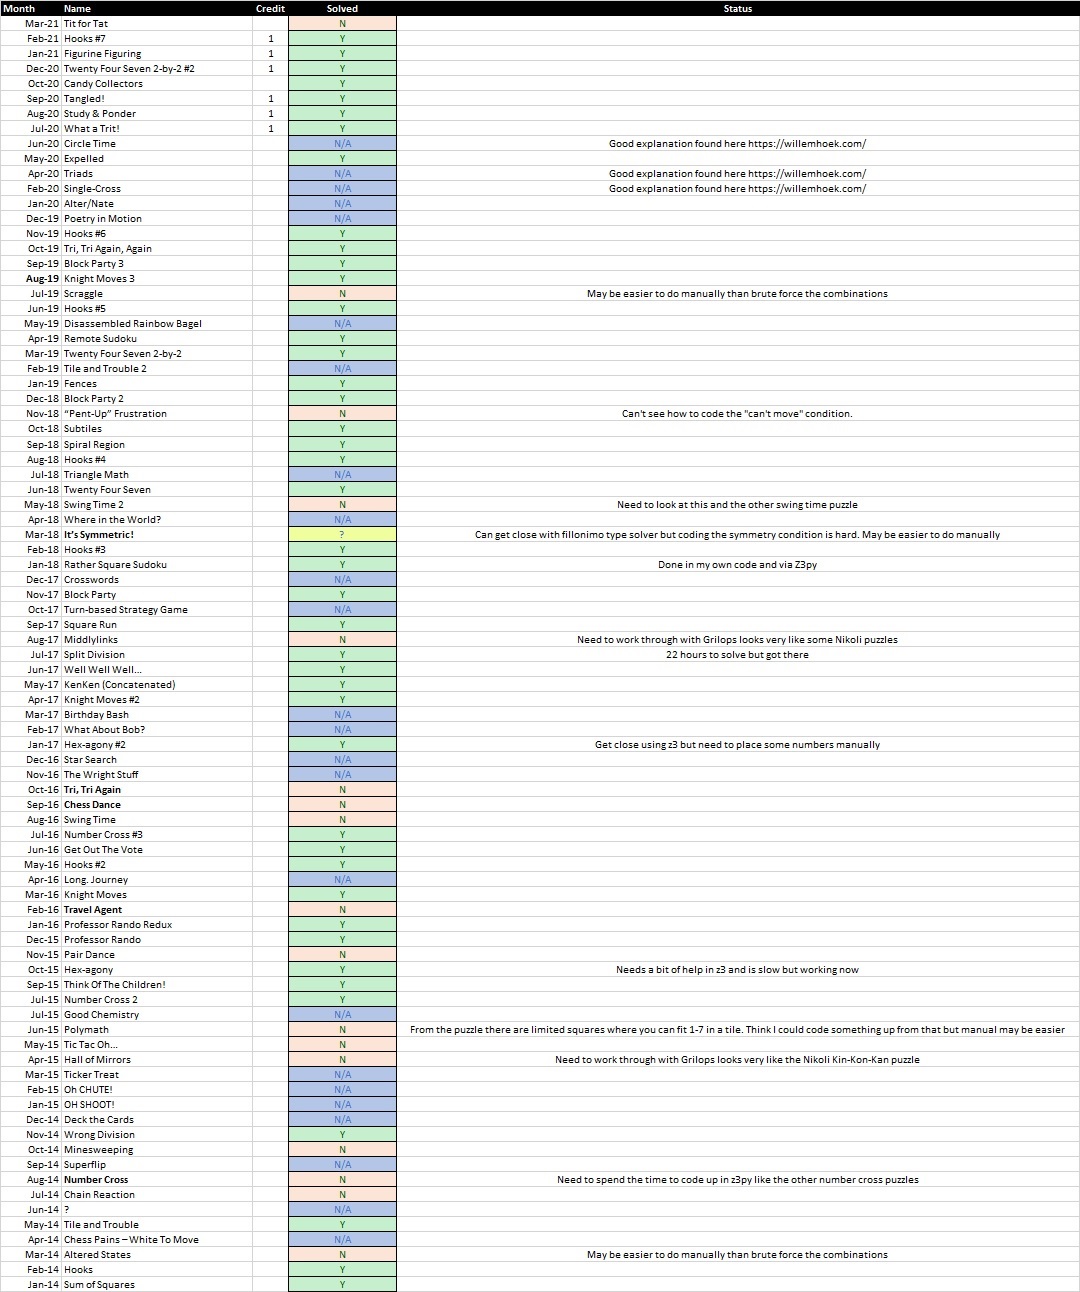 Month Name Credit Solved Status
Mar-21 Tit for Tat N
Feb-21 Hooks #7 1 Y
Jan-21 Figurine Figuring 1 Y
Dec-20 Twenty Four Seven 2-by-2 #2 1 Y
Oct-20 Candy Collectors Y
Sep-20 Tangled! 1 Y
Aug-20 Study & Ponder 1 Y
Jul-20 What a Trit! 1 Y
Jun-20 Circle Time N/A Good explanation found here https://willemhoek.com/
May-20 Expelled Y
Apr-20 Triads N/A Good explanation found here https://willemhoek.com/
Feb-20 Single-Cross N/A Good explanation found here https://willemhoek.com/
Jan-20 Alter/Nate N/A
Dec-19 Poetry in Motion N/A
Nov-19 Hooks #6 Y
Oct-19 Tri, Tri Again, Again Y
Sep-19 Block Party 3 Y
Aug-19 Knight Moves 3 Y
Jul-19 Scraggle N May be easier to do manually than brute force the combinations
Jun-19 Hooks #5 Y
May-19 Disassembled Rainbow Bagel N/A
Apr-19 Remote Sudoku Y
Mar-19 Twenty Four Seven 2-by-2 Y
Feb-19 Tile and Trouble 2 N/A
Jan-19 Fences Y
Dec-18 Block Party 2 Y
Nov-18 “Pent-Up” Frustration N Can't see how to code the "can't move" condition.
Oct-18 Subtiles Y
Sep-18 Spiral Region Y
Aug-18 Hooks #4 Y
Jul-18 Triangle Math N/A
Jun-18 Twenty Four Seven Y
May-18 Swing Time 2 N Need to look at this and the other swing time puzzle
Apr-18 Where in the World? N/A
Mar-18 It’s Symmetric! ? Can get close with fillonimo type solver but coding the symmetry condition is hard. May be easier to do manually
Feb-18 Hooks #3 Y
Jan-18 Rather Square Sudoku Y Done in my own code and via Z3py
Dec-17 Crosswords N/A
Nov-17 Block Party Y
Oct-17 Turn-based Strategy Game N/A
Sep-17 Square Run Y
Aug-17 Middlylinks N Need to work through with Grilops looks very like some Nikoli puzzles
Jul-17 Split Division Y 22 hours to solve but got there
Jun-17 Well Well Well... Y
May-17 KenKen (Concatenated) Y
Apr-17 Knight Moves #2 Y
Mar-17 Birthday Bash N/A
Feb-17 What About Bob? N/A
Jan-17 Hex-agony #2 Y Get close using z3 but need to place some numbers manually
Dec-16 Star Search N/A
Nov-16 The Wright Stuff N/A
Oct-16 Tri, Tri Again N
Sep-16 Chess Dance N
Aug-16 Swing Time N
Jul-16 Number Cross #3 Y
Jun-16 Get Out The Vote Y
May-16 Hooks #2 Y
Apr-16 Long. Journey N/A
Mar-16 Knight Moves Y
Feb-16 Travel Agent N
Jan-16 Professor Rando Redux Y
Dec-15 Professor Rando Y
Nov-15 Pair Dance N
Oct-15 Hex-agony Y Needs a bit of help in z3 and is slow but working now
Sep-15 Think Of The Children! Y
Jul-15 Number Cross 2 Y
Jul-15 Good Chemistry N/A
Jun-15 Polymath N From the puzzle there are limited squares where you can fit 1-7 in a tile. Think I could code something up from that but manual may be easier
May-15 Tic Tac Oh... N
Apr-15 Hall of Mirrors N Need to work through with Grilops looks very like the Nikoli Kin-Kon-Kan puzzle
Mar-15 Ticker Treat N/A
Feb-15 Oh CHUTE! N/A
Jan-15 OH SHOOT! N/A
Dec-14 Deck the Cards N/A
Nov-14 Wrong Division Y
Oct-14 Minesweeping N
Sep-14 Superflip N/A
Aug-14 Number Cross N Need to spend the time to code up in z3py like the other number cross puzzles
Jul-14 Chain Reaction N
Jun-14 ? N/A
May-14 Tile and Trouble Y
Apr-14 Chess Pains – White To Move N/A
Mar-14 Altered States N May be easier to do manually than brute force the combinations
Feb-14 Hooks Y
Jan-14 Sum of Squares Y